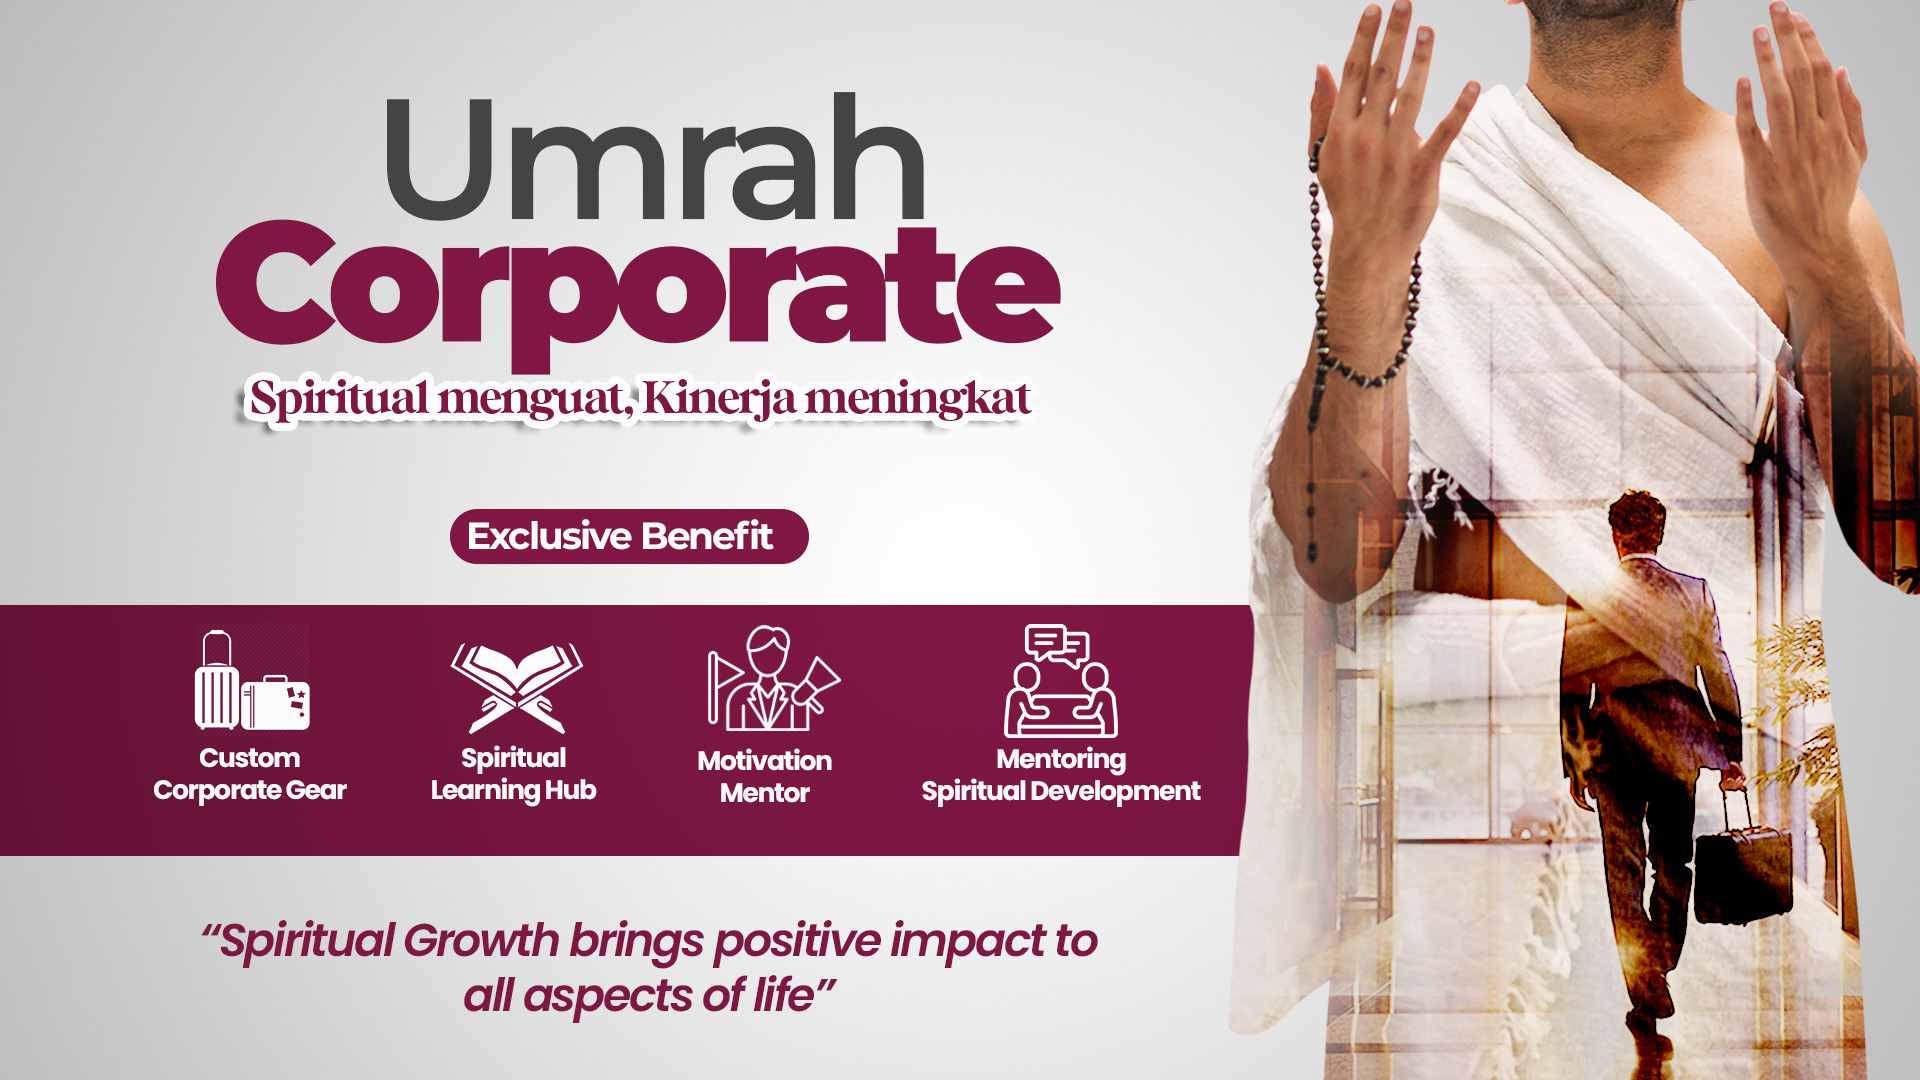 Umrah
Corporate
Spiritual menguat, Kinerja meningkat
Exclusive Benefit
Custom
Corporate Gear
Spiritual
Learning Hub
Motivation
Mentor
Mentoring
Spiritual Development
“Spiritual Growth brings positive impact to
all aspects of life”